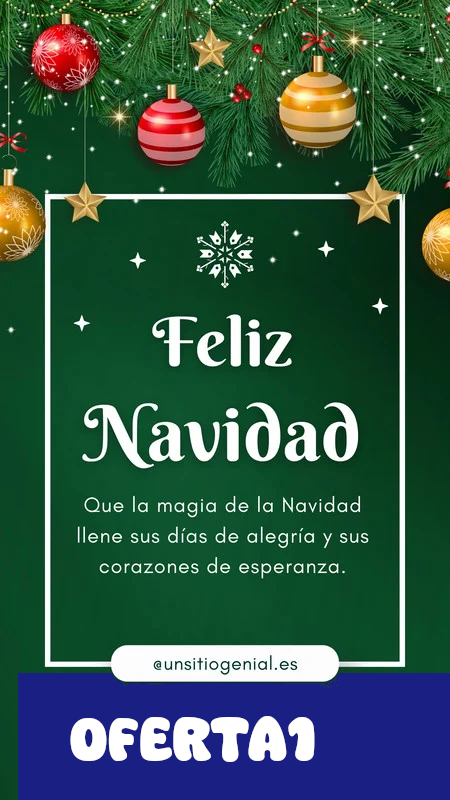 Feliz
Navidad
Que la magia de la Navidad
llene sus días de alegría y sus
corazones de esperanza.
@unsitiogenial.es
OFERTA1